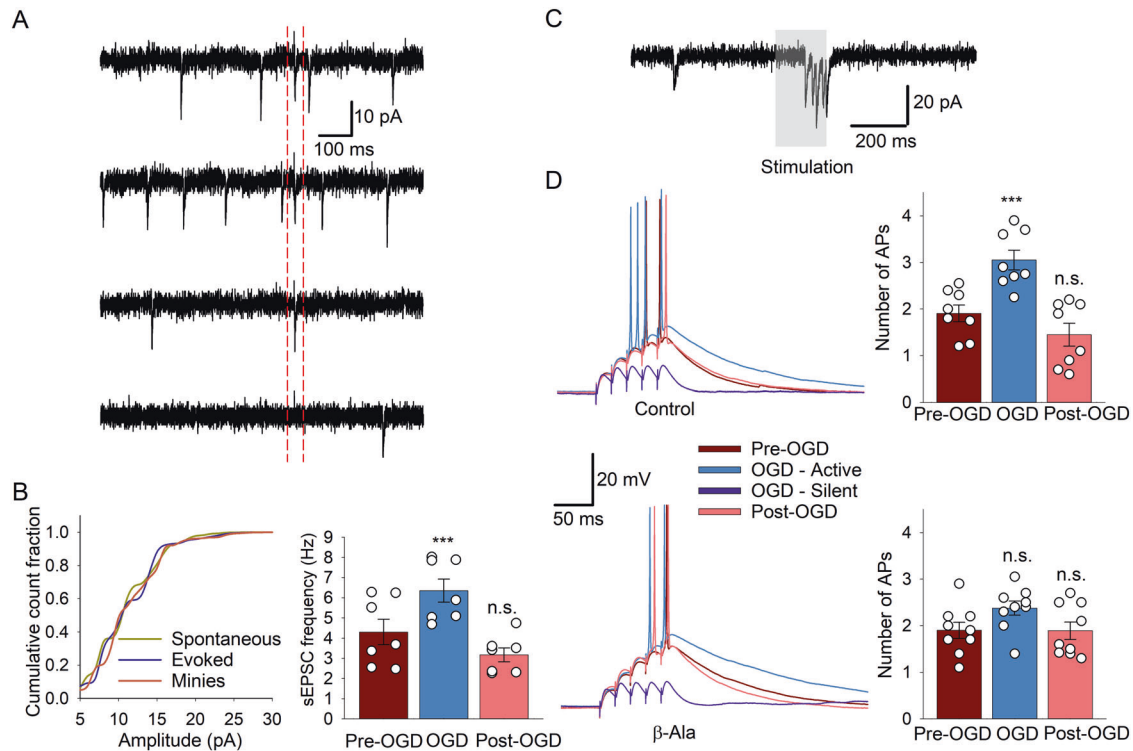 A
10 pA
100 ms
B
Cumulative count fraction
1.0
0.8
0.6
0.4
0.2
0.0
Spontaneous
Evoked
Minies
5 10 15 20 25 30
Amplitude (pA)
sEPSC frequency (Hz)
9
8
7
6
5
4
3
2
1
0
***
n.s.
Pre-OGD OGD Post-OGD
C
20 pA
200 ms
Stimulation
D
Control
Number of APs
4
3
2
1
0
***
n.s.
Pre-OGD OGD Post-OGD
20 mV
50 ms
Pre-OGD
OGD - Active
OGD - Silent
Post-OGD
β-Ala
Number of APs
4
3
2
1
0
n.s.
n.s.
Pre-OGD OGD Post-OGD